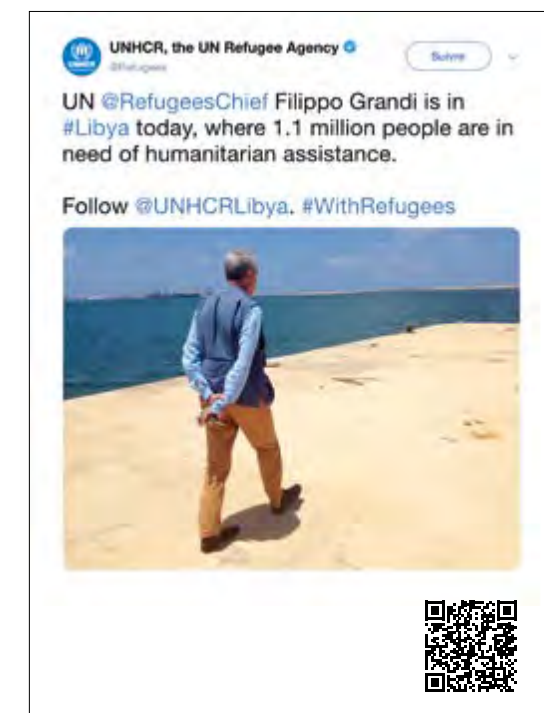 UNHCR, the UN Refugee Agency
@Refugees
Suivre
UN @RefugeesChief Filippo Grandi is in
#Libya today, where 1.1 million people are in
need of humanitarian assistance.
Follow @UNHCRLibya. #WithRefugees